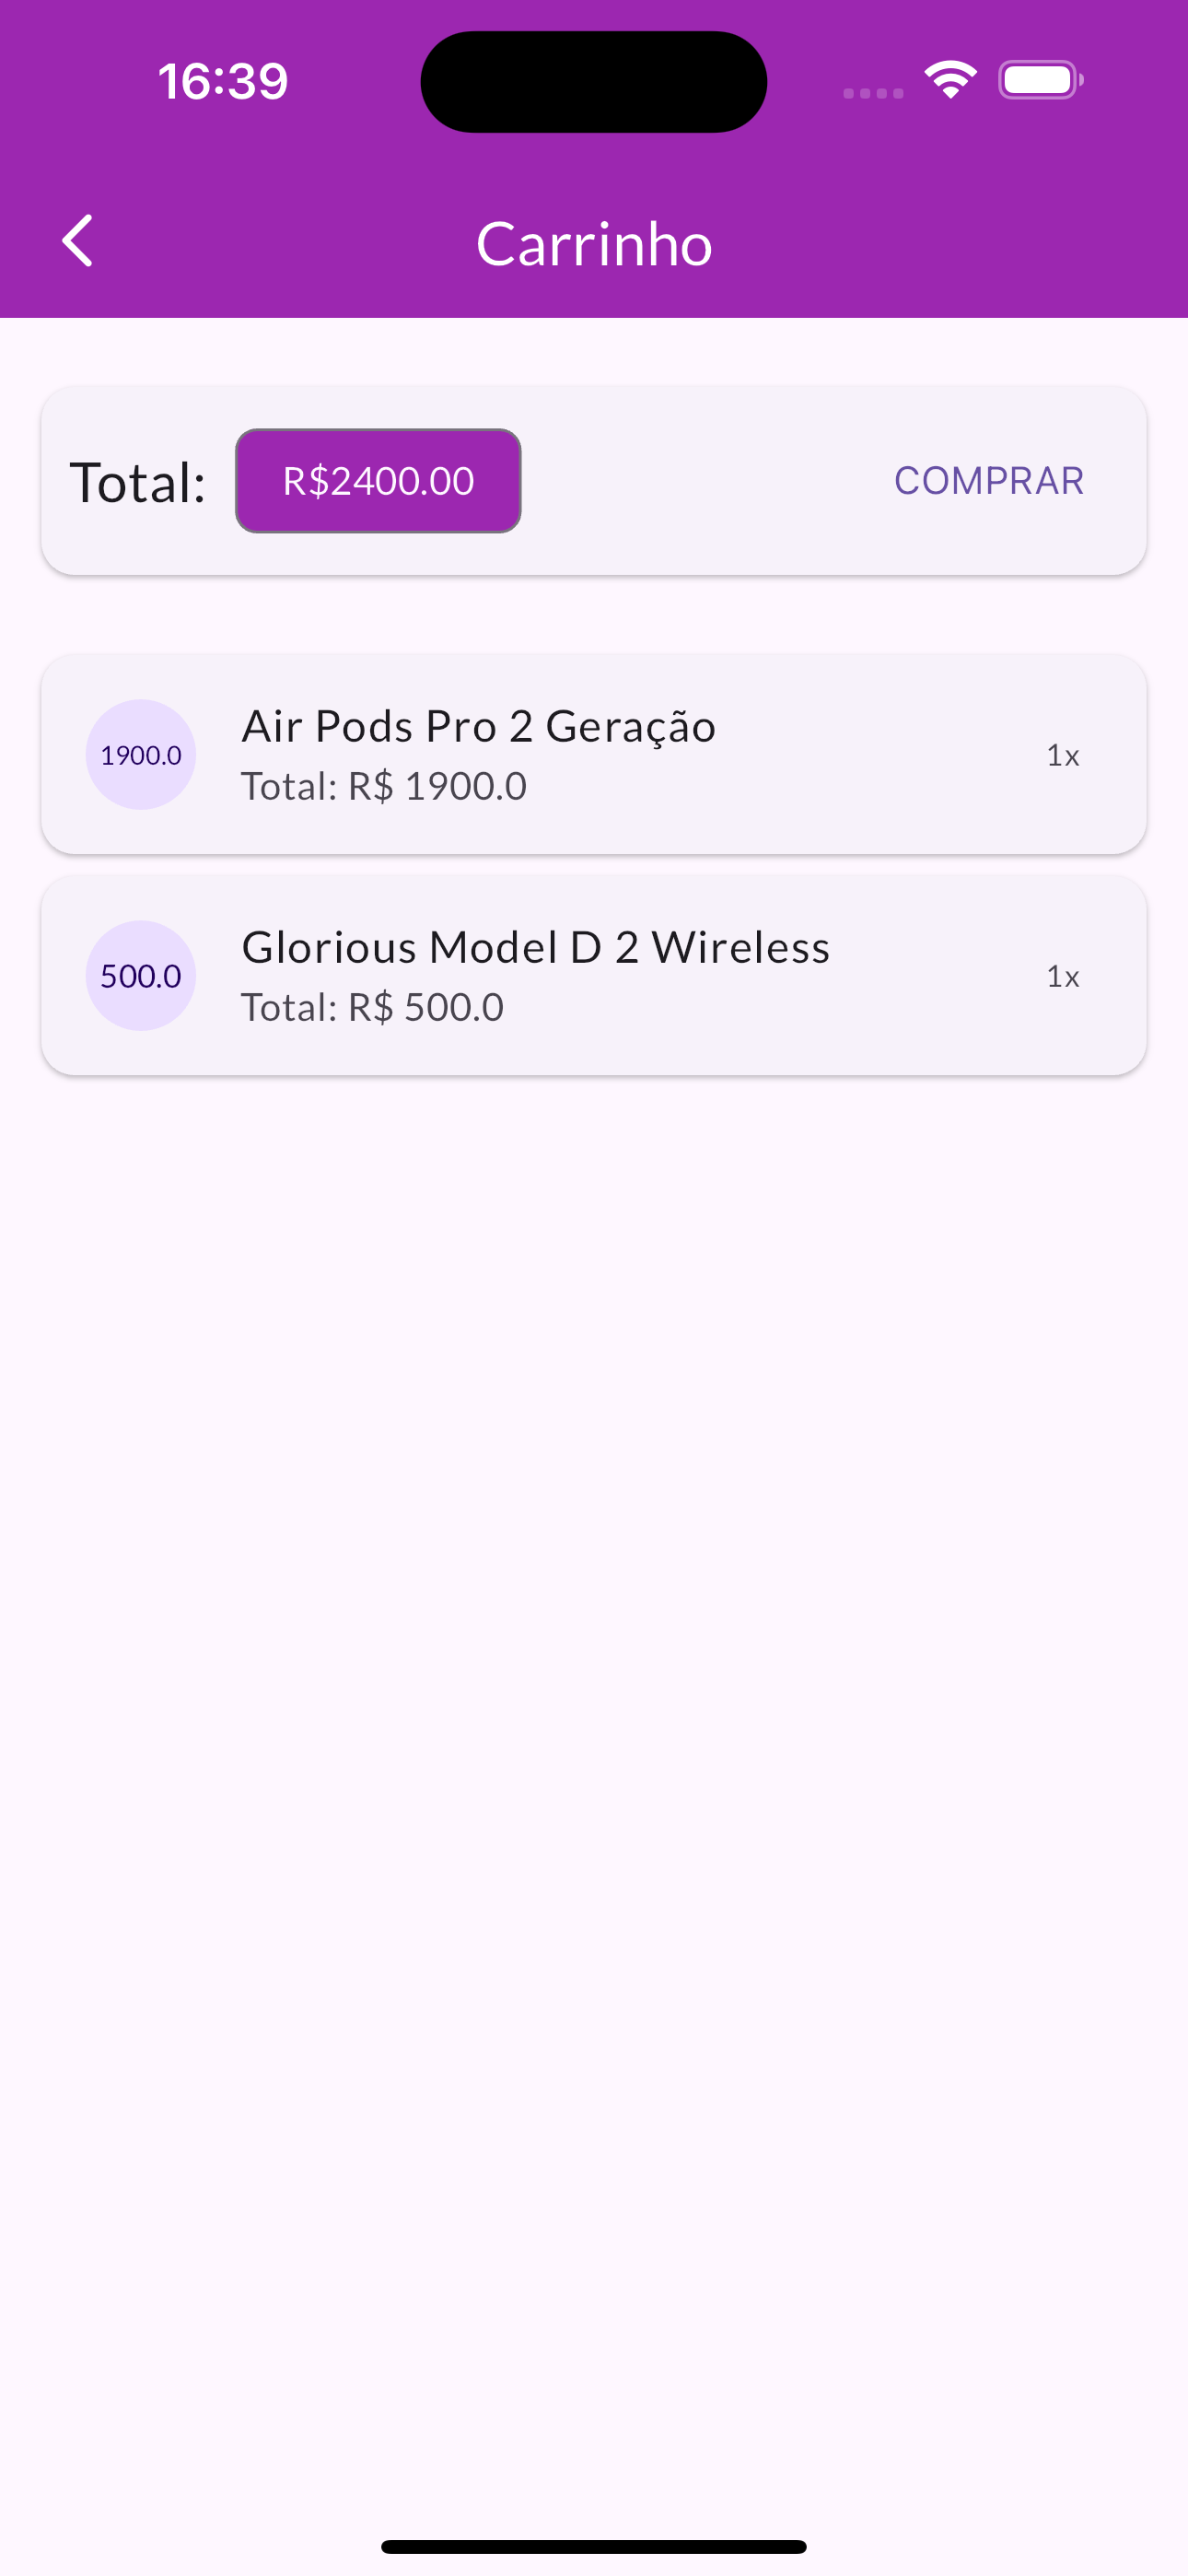 16:39
Carrinho
Total: R$2400.00 COMPRAR
1900.0
Air Pods Pro 2 Geração
Total: R$ 1900.0
1x
500.0
Glorious Model D 2 Wireless
Total: R$ 500.0
1x